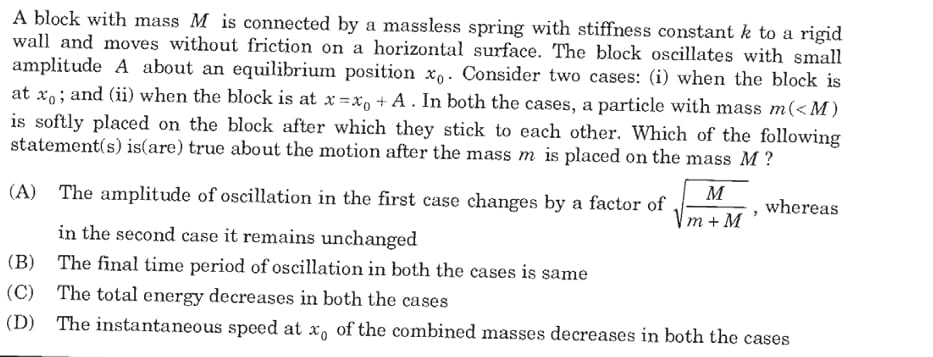 A block with mass M is connected by a massless spring with stiffness constant k to a rigid
wall and moves without friction on a horizontal surface. The block oscillates with small
amplitude A about an equilibrium position x₀. Consider two cases: (i) when the block is
at x₀; and (ii) when the block is at x = x₀ + A. In both the cases, a particle with mass m (< M)
is softly placed on the block after which they stick to each other. Which of the following
statement(s) is(are) true about the motion after the mass m is placed on the mass M ?
(A) The amplitude of oscillation in the first case changes by a factor of √(M/(m + M)), whereas
in the second case it remains unchanged
(B) The final time period of oscillation in both the cases is same
(C) The total energy decreases in both the cases
(D) The instantaneous speed at x₀ of the combined masses decreases in both the cases